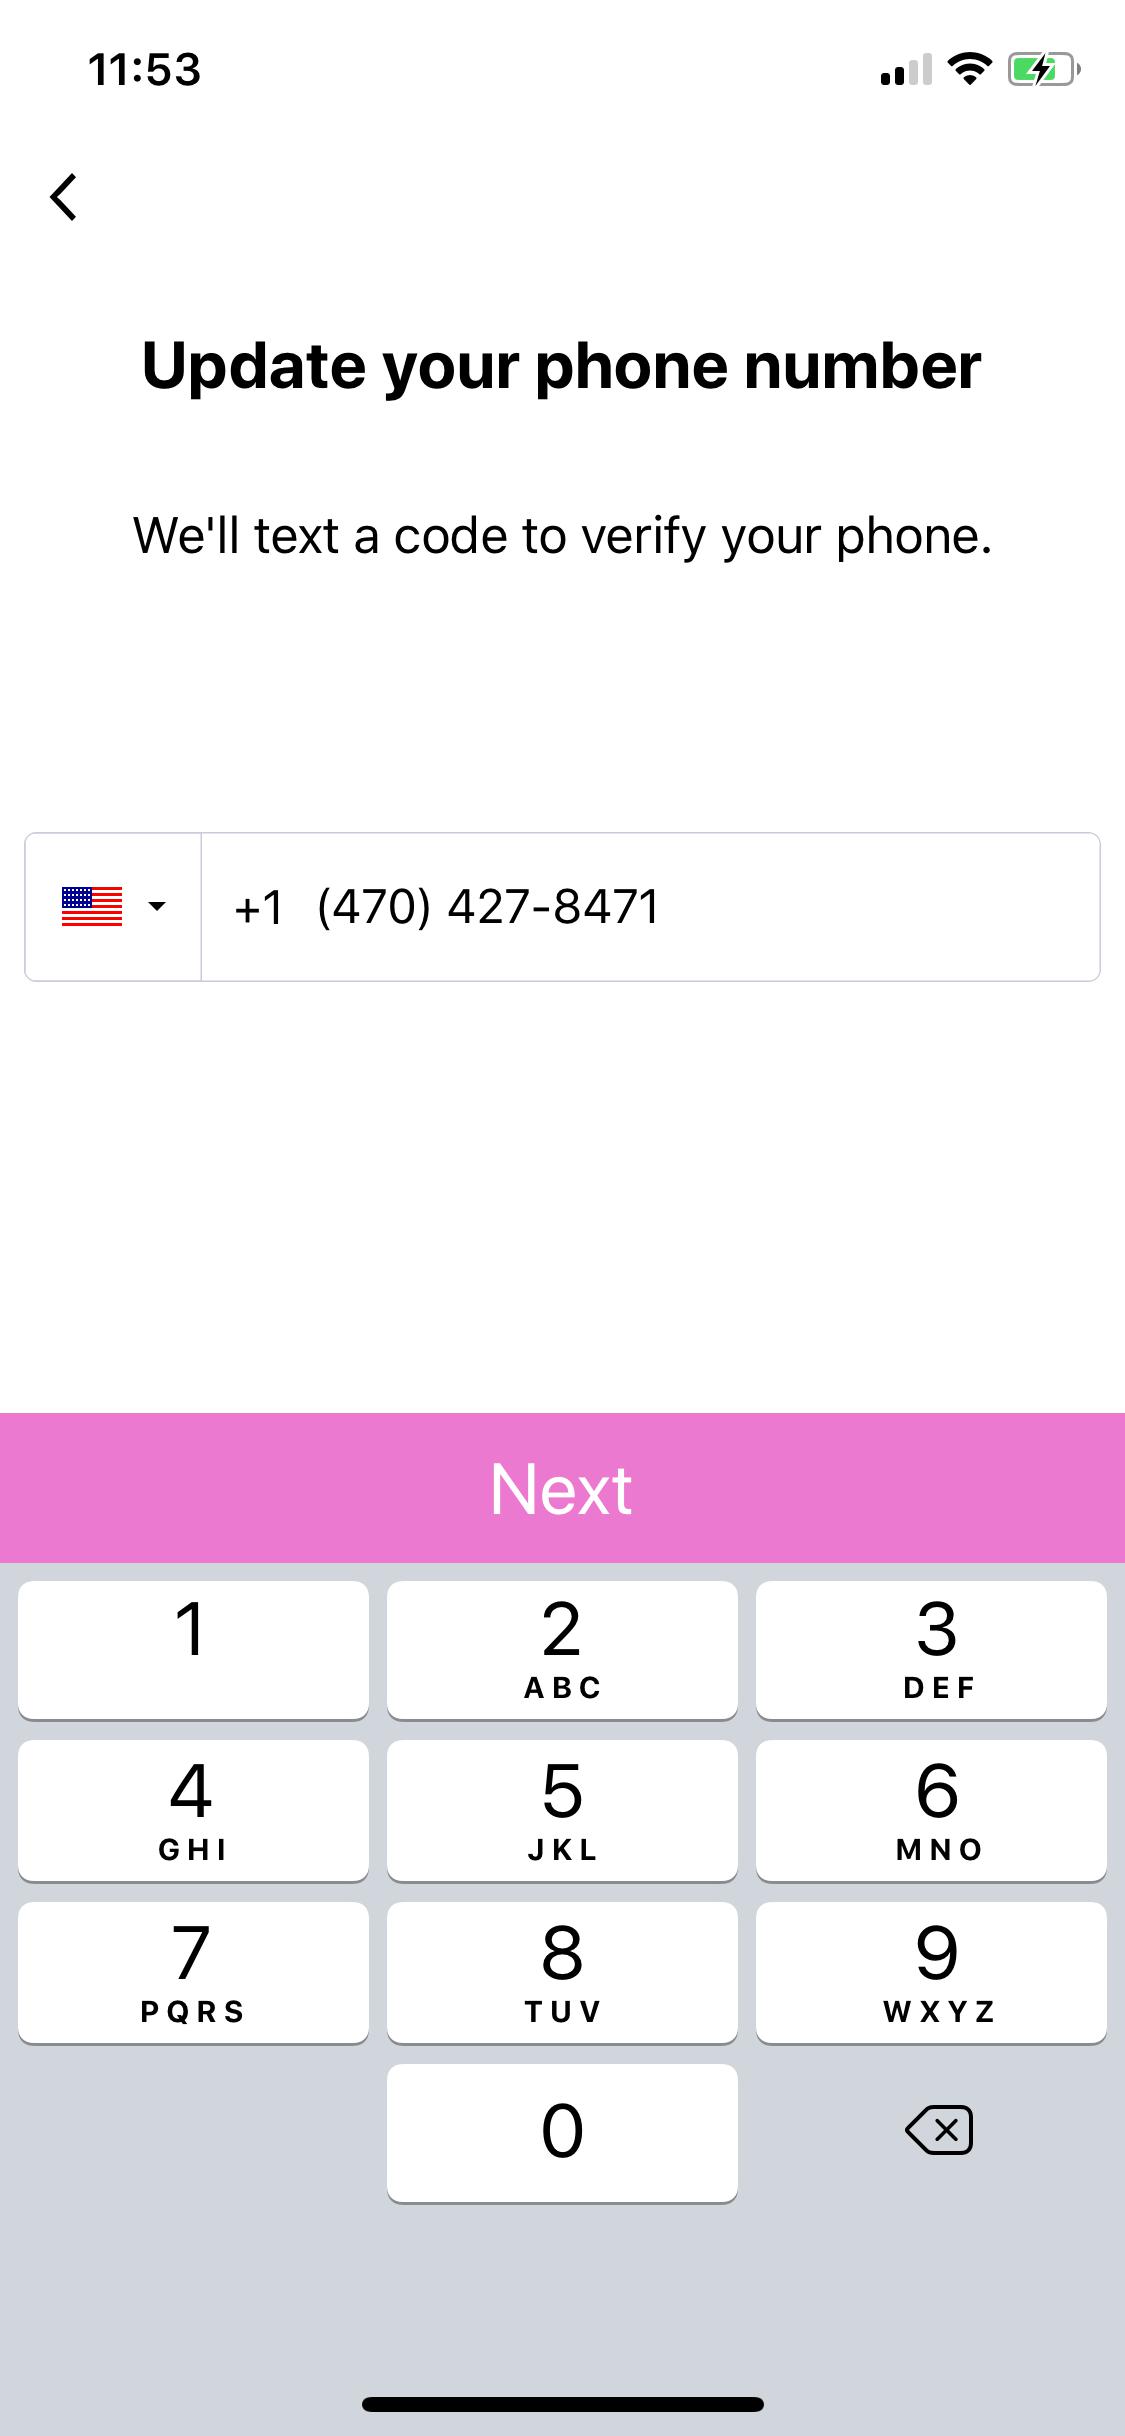 11:53
Update your phone number
We'll text a code to verify your phone.
+1 (470) 427-8471
Next
1
2
ABC
3
DEF
4
GHI
5
JKL
6
MNO
7
PQRS
8
TUV
9
WXYZ
0